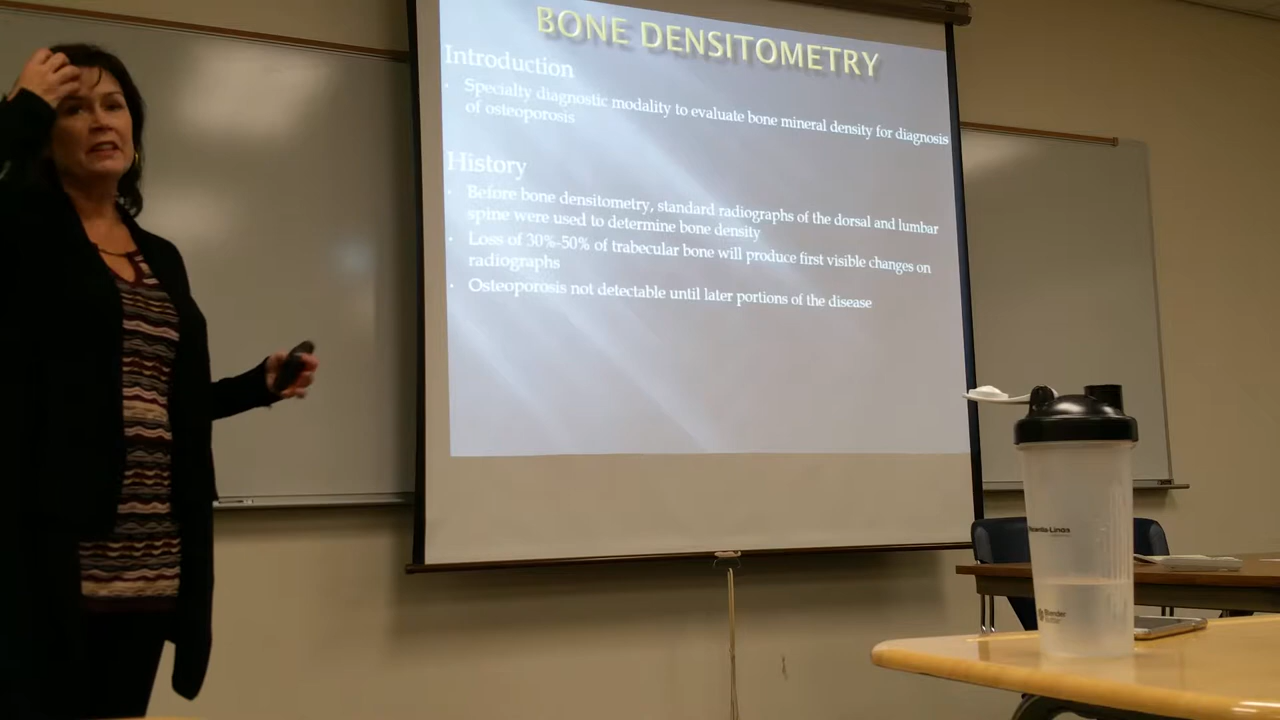 BONE DENSITOMETRY
Introduction
• Specialty diagnostic modality to evaluate bone mineral density for diagnosis
of osteoporosis
History
• Before bone densitometry, standard radiographs of the dorsal and lumbar
spine were used to determine bone density
• Loss of 30%-50% of trabecular bone will produce first visible changes on
radiographs
• Osteoporosis not detectable until later portions of the disease
Blender